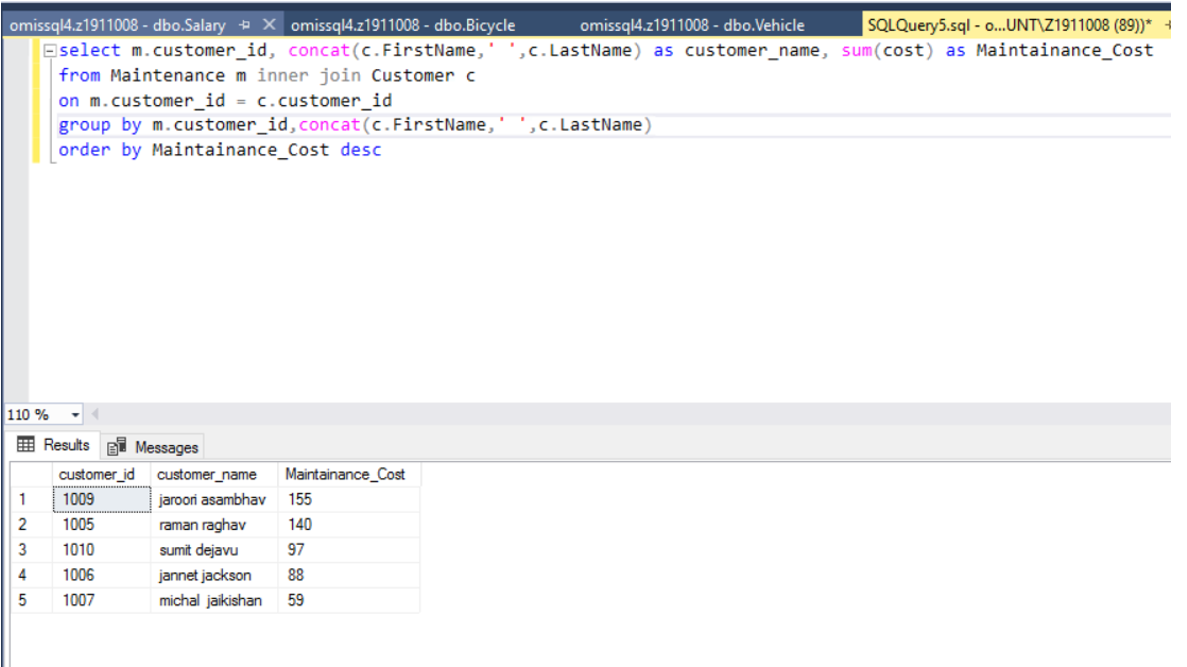 omissql4.z1911008 - dbo.Salary omissql4.z1911008 - dbo.Bicycle omissql4.z1911008 - dbo.Vehicle SQLQuery5.sql - o...UNT\Z1911008 (89))*
select m.customer_id, concat(c.FirstName,' ',c.LastName) as customer_name, sum(cost) as Maintainance_Cost
from Maintenance m inner join Customer c
on m.customer_id = c.customer_id
group by m.customer_id,concat(c.FirstName,' ',c.LastName)
order by Maintainance_Cost desc
110 %
Results Messages
customer_id customer_name Maintainance_Cost
1 1009 jaroori asambhav 155
2 1005 raman raghav 140
3 1010 sumit dejavu 97
4 1006 jannet jackson 88
5 1007 michal jaikishan 59